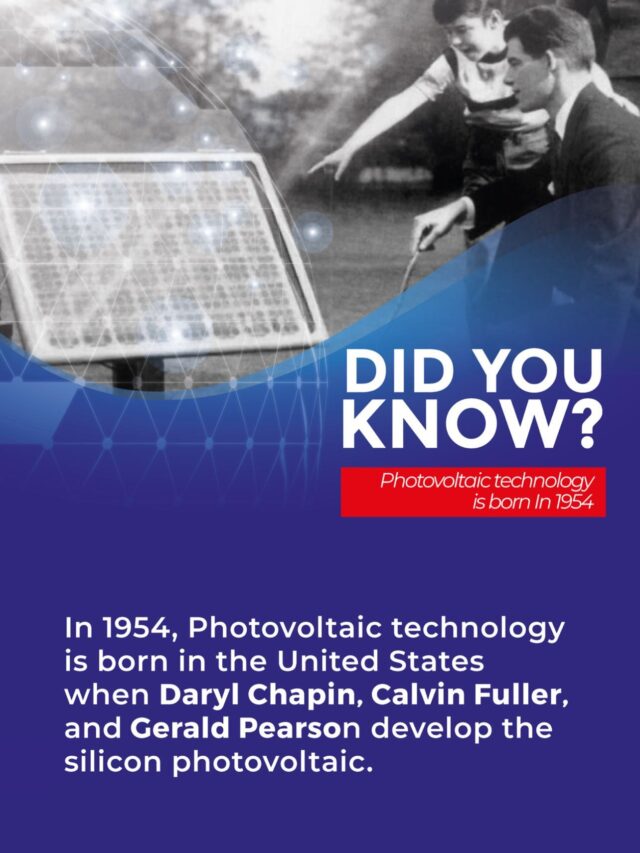 DID YOU
KNOW?
Photovoltaic technology
is born In 1954
In 1954, Photovoltaic technology
is born in the United States
when Daryl Chapin, Calvin Fuller,
and Gerald Pearson develop the
silicon photovoltaic.